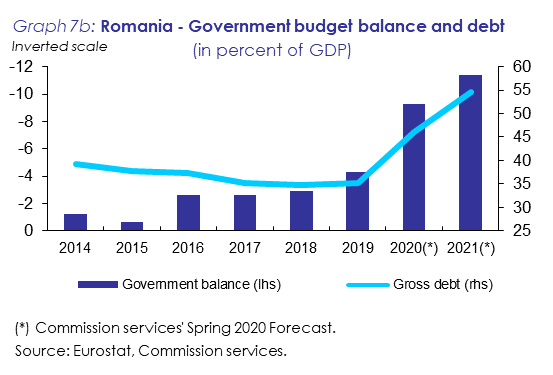 Graph 7b: Romania - Government budget balance and debt
Inverted scale
(in percent of GDP)
-12
-10
-8
-6
-4
-2
0
60
55
50
45
40
35
30
25
2014 2015 2016 2017 2018 2019 2020(*) 2021(*)
Government balance (lhs) Gross debt (rhs)
(*) Commission services' Spring 2020 Forecast.
Source: Eurostat, Commission services.